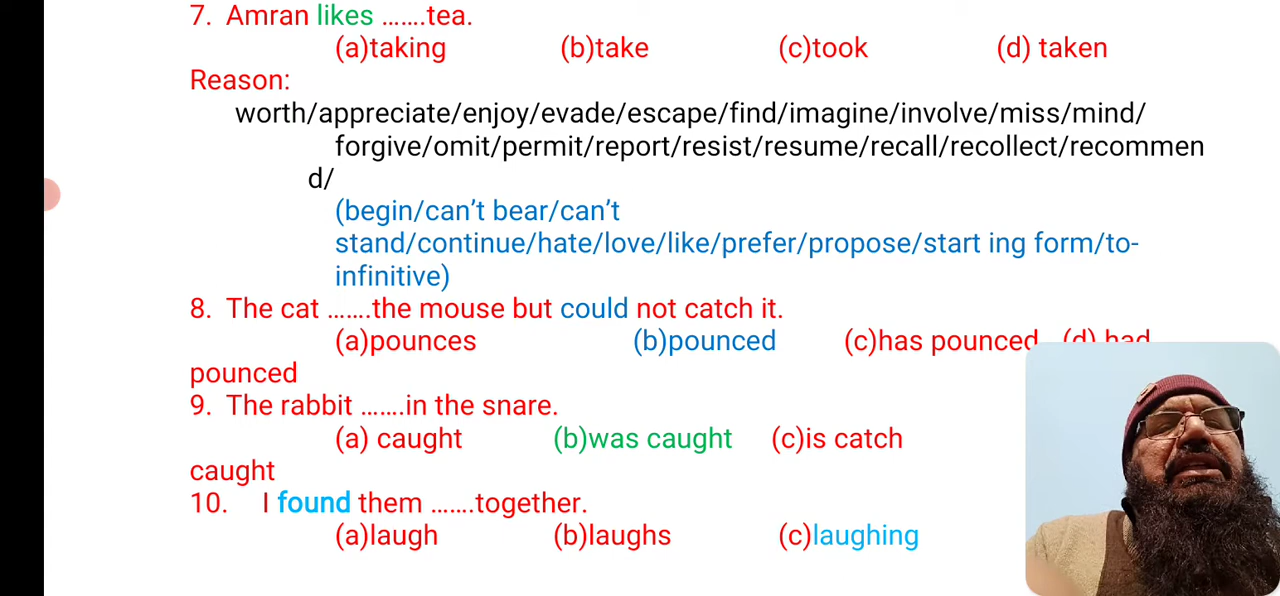 7. Amran likes …….tea.
(a)taking (b)take (c)took (d) taken
Reason:
worth/appreciate/enjoy/evade/escape/find/imagine/involve/miss/mind/
forgive/omit/permit/report/resist/resume/recall/recollect/recommen
d/
(begin/can’t bear/can’t
stand/continue/hate/love/like/prefer/propose/start ing form/to-
infinitive)
8. The cat …….the mouse but could not catch it.
(a)pounces (b)pounced (c)has pounced (d) had
pounced
9. The rabbit …….in the snare.
(a) caught (b)was caught (c)is catch
caught
10. I found them …….together.
(a)laugh (b)laughs (c)laughing